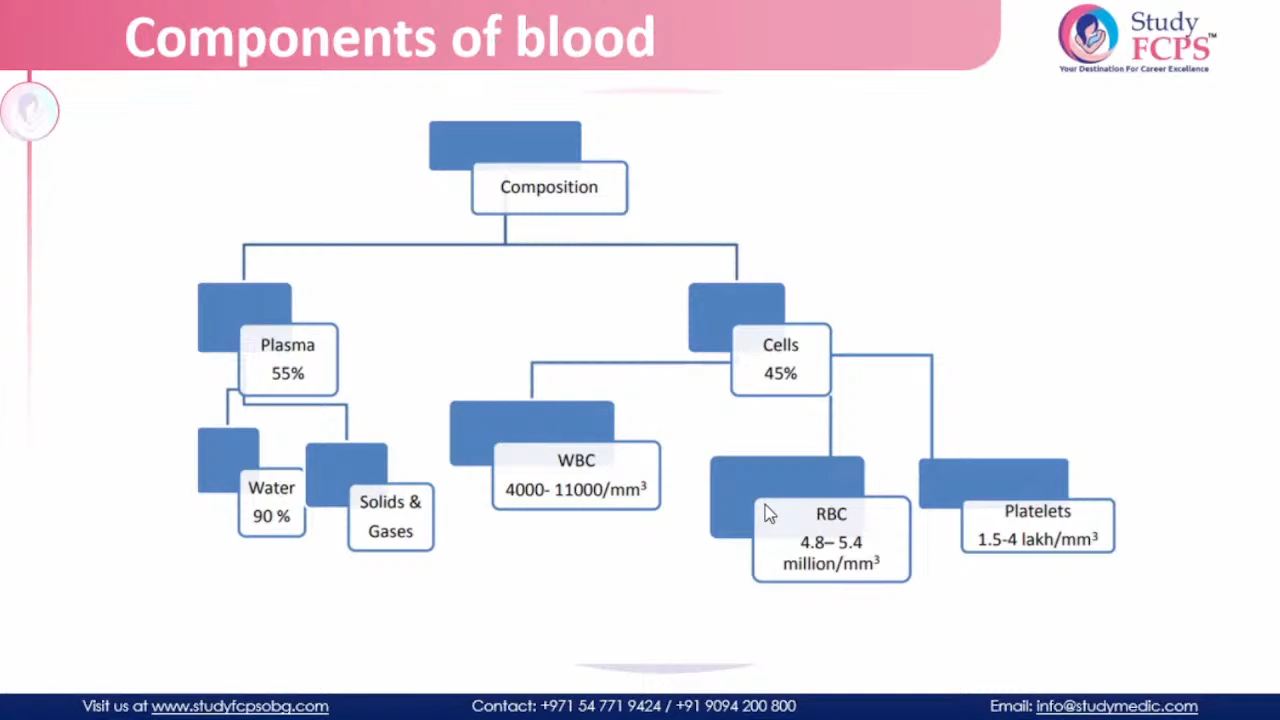 Components of blood
Study
FCPS™
Your Destination For Career Excellence
Composition
Plasma
55%
Cells
45%
Water
90 %
Solids &
Gases
WBC
4000- 11000/mm³
RBC
4.8– 5.4
million/mm³
Platelets
1.5-4 lakh/mm³
Visit us at www.studyfcpsobg.com
Contact: +971 54 771 9424 / +91 9094 200 800
Email: info@studymedic.com